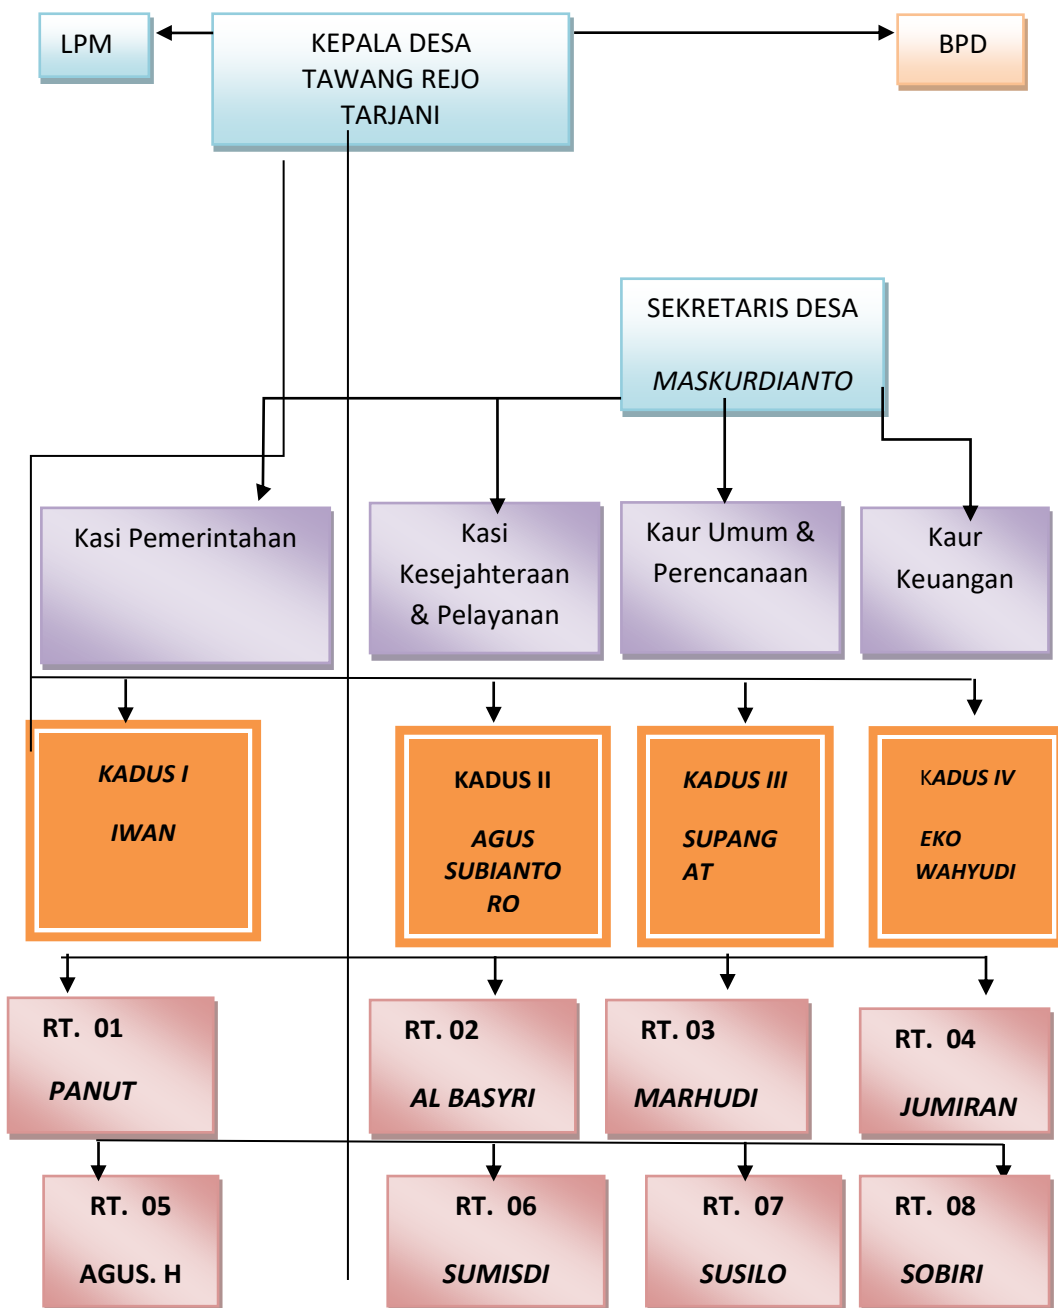 LPM
KEPALA DESA
TAWANG REJO
TARJANI
BPD
SEKRETARIS DESA
MASKURDIANTO
Kasi Pemerintahan
Kasi
Kesejahteraan
& Pelayanan
Kaur Umum &
Perencanaan
Kaur
Keuangan
KADUS I
IWAN
KADUS II
AGUS
SUBIANTO
RO
KADUS III
SUPANG
AT
KADUS IV
EKO
WAHYUDI
RT. 01
PANUT
RT. 02
AL BASYRI
RT. 03
MARHUDI
RT. 04
JUMIRAN
RT. 05
AGUS. H
RT. 06
SUMISDI
RT. 07
SUSILO
RT. 08
SOBIRI